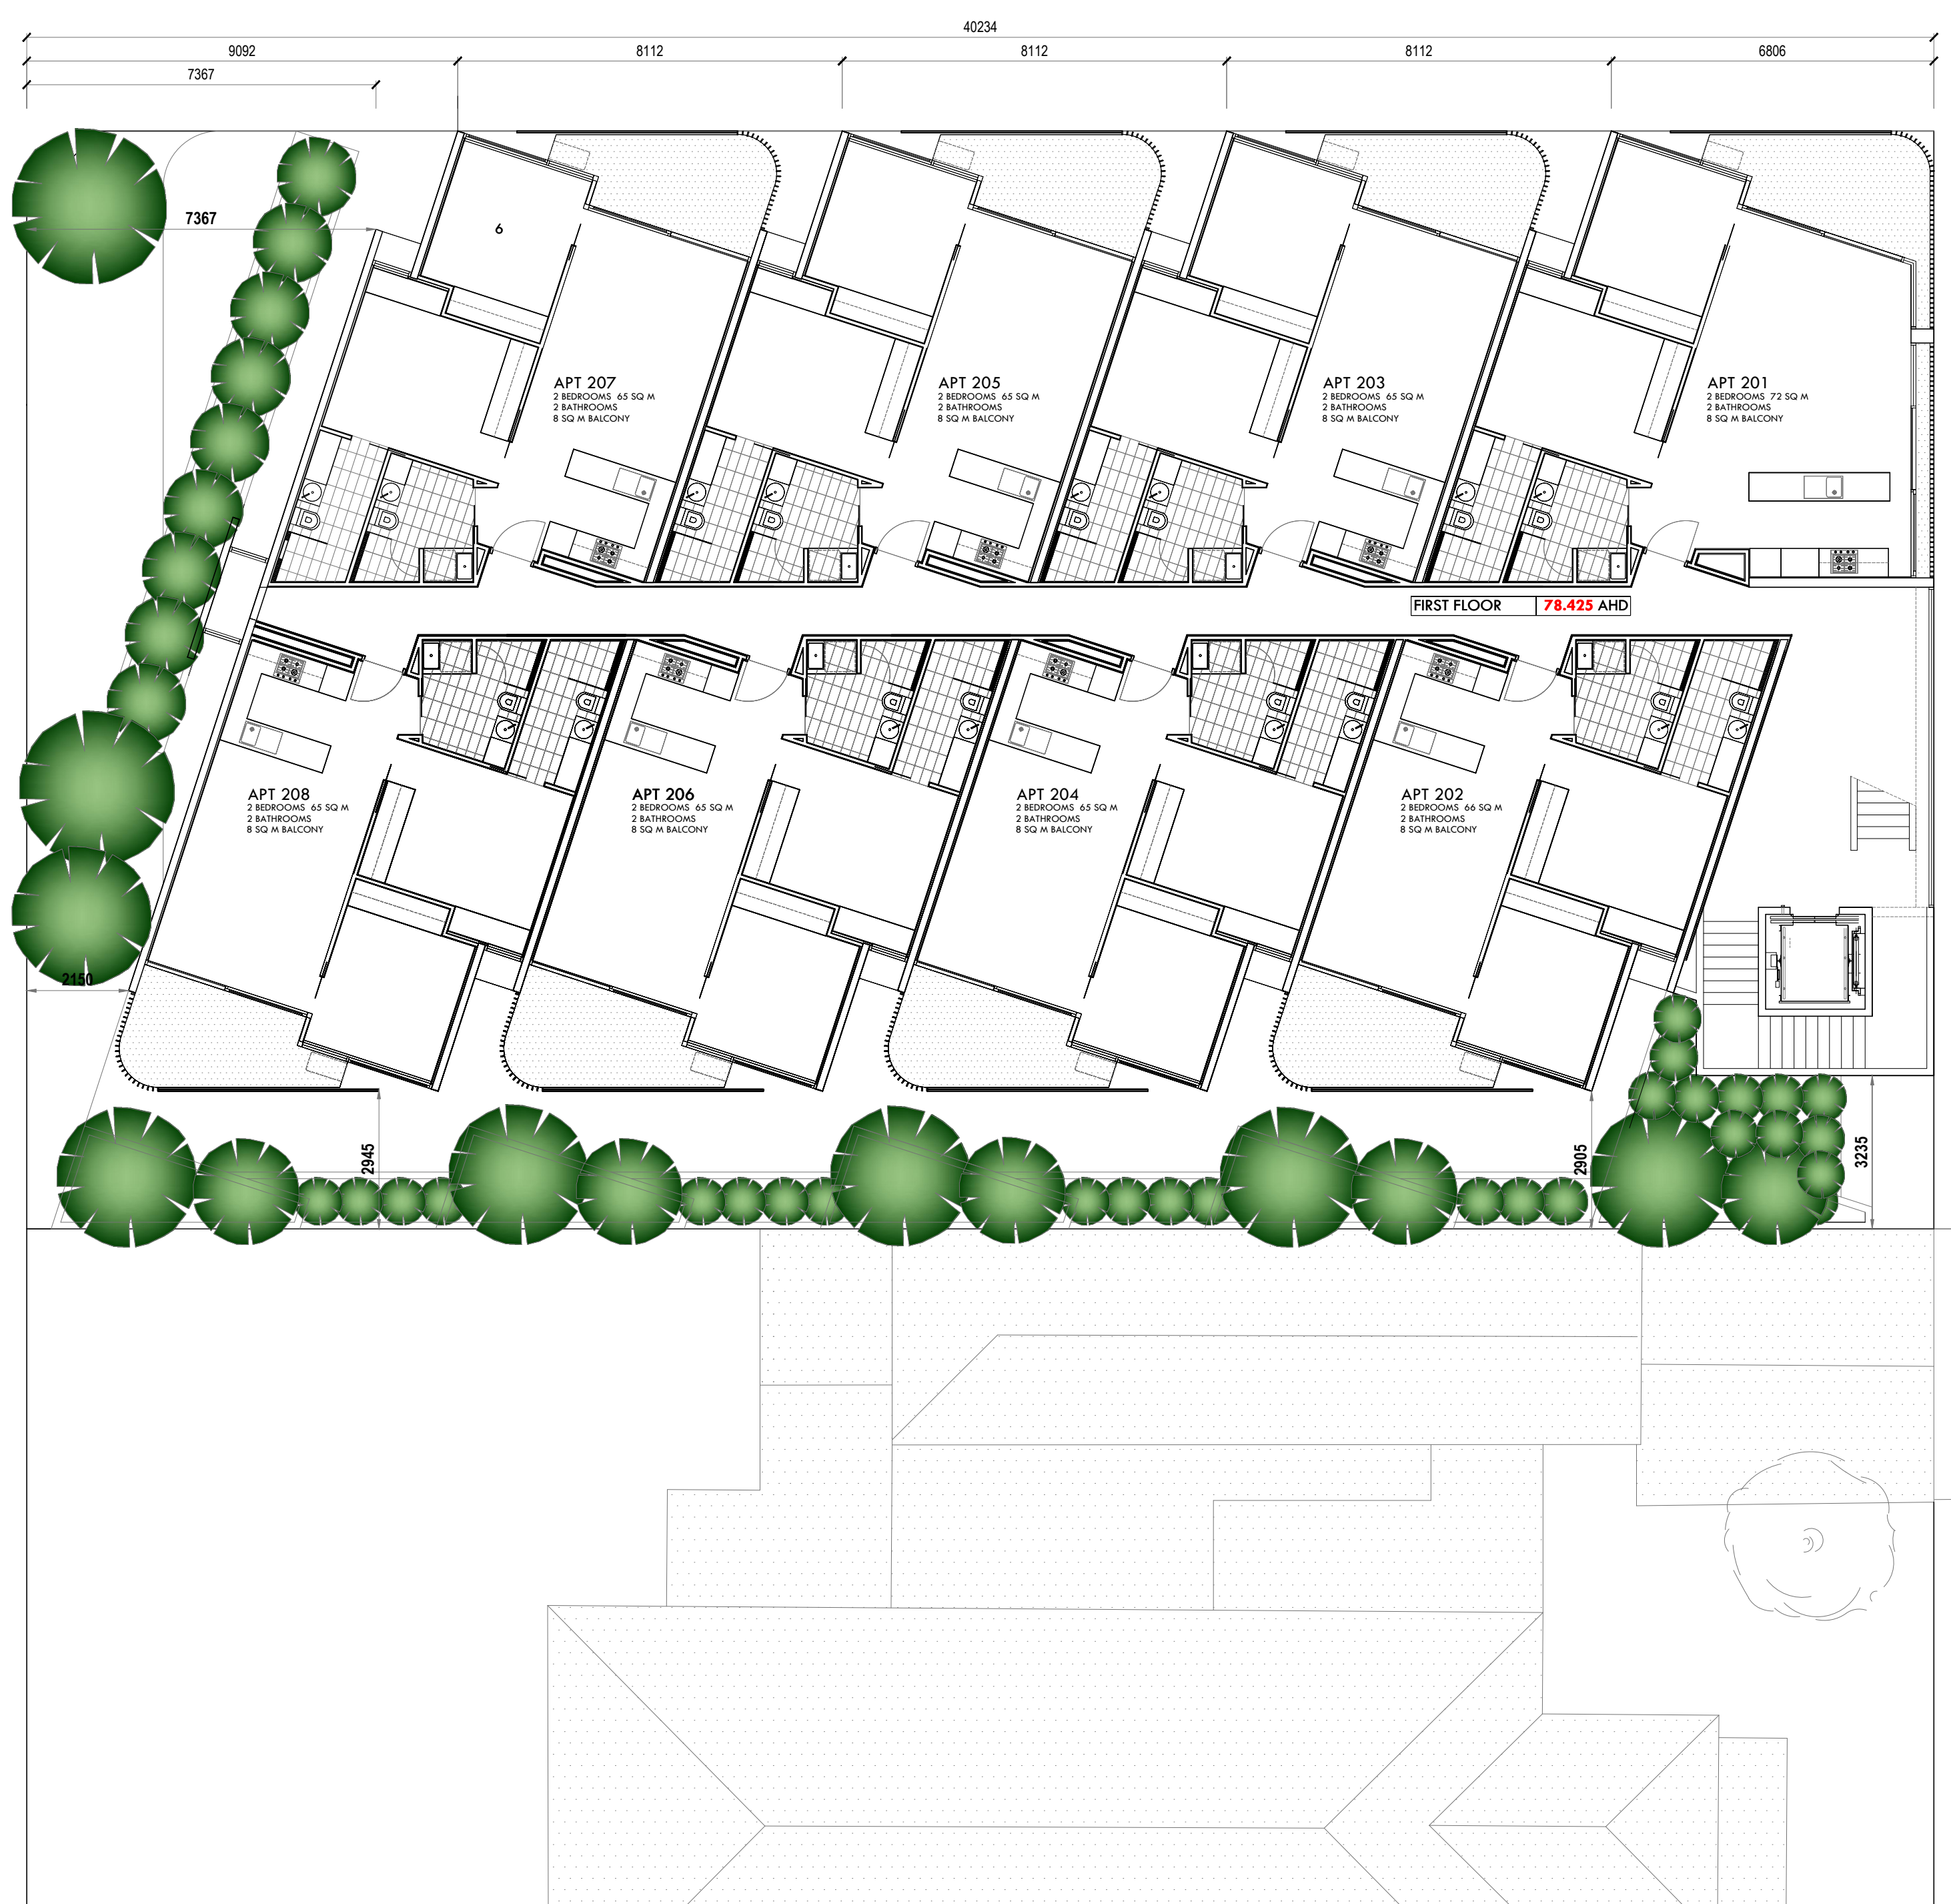 40234
9092 8112 8112 8112 6806
7367
7367
6
APT 207
2 BEDROOMS 65 SQ M
2 BATHROOMS
8 SQ M BALCONY
APT 205
2 BEDROOMS 65 SQ M
2 BATHROOMS
8 SQ M BALCONY
APT 203
2 BEDROOMS 65 SQ M
2 BATHROOMS
8 SQ M BALCONY
APT 201
2 BEDROOMS 72 SQ M
2 BATHROOMS
8 SQ M BALCONY
FIRST FLOOR 78.425 AHD
APT 208
2 BEDROOMS 65 SQ M
2 BATHROOMS
8 SQ M BALCONY
APT 206
2 BEDROOMS 65 SQ M
2 BATHROOMS
8 SQ M BALCONY
APT 204
2 BEDROOMS 65 SQ M
2 BATHROOMS
8 SQ M BALCONY
APT 202
2 BEDROOMS 66 SQ M
2 BATHROOMS
8 SQ M BALCONY
2150
2945
2905
3235